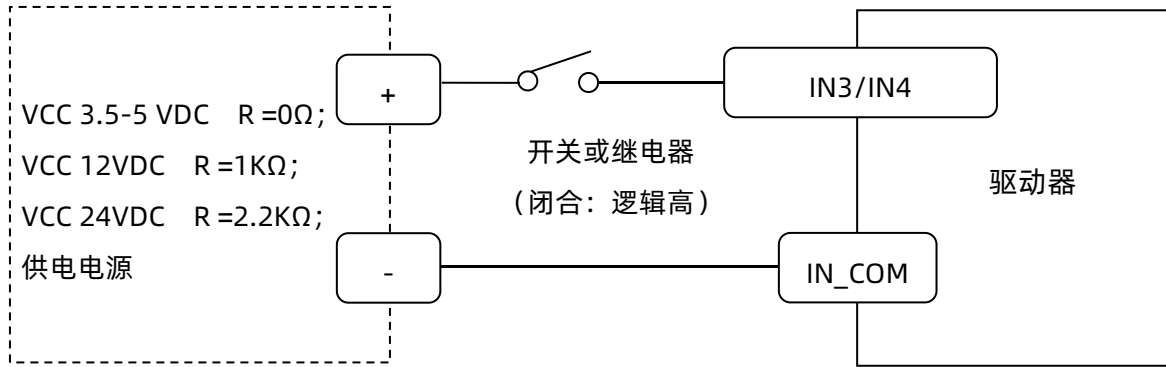 VCC 3.5-5 VDC R =0Ω；
VCC 12VDC R =1KΩ；
VCC 24VDC R =2.2KΩ；
供电电源
+
-
开关或继电器
（闭合：逻辑高）
IN3/IN4
IN_COM
驱动器